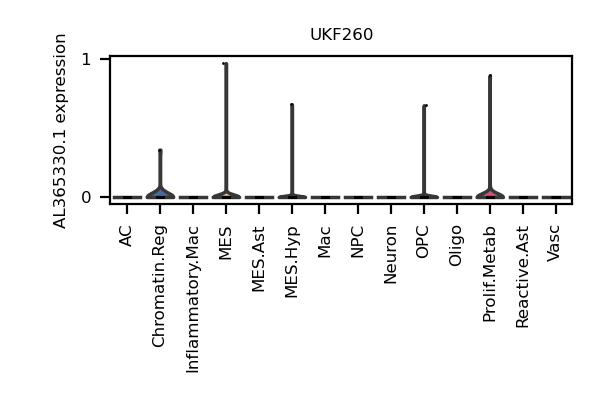 UKF260
AL365330.1 expression
1
0
AC
Chromatin.Reg
Inflammatory.Mac
MES
MES.Ast
MES.Hyp
Mac
NPC
Neuron
OPC
Oligo
Prolif.Metab
Reactive.Ast
Vasc